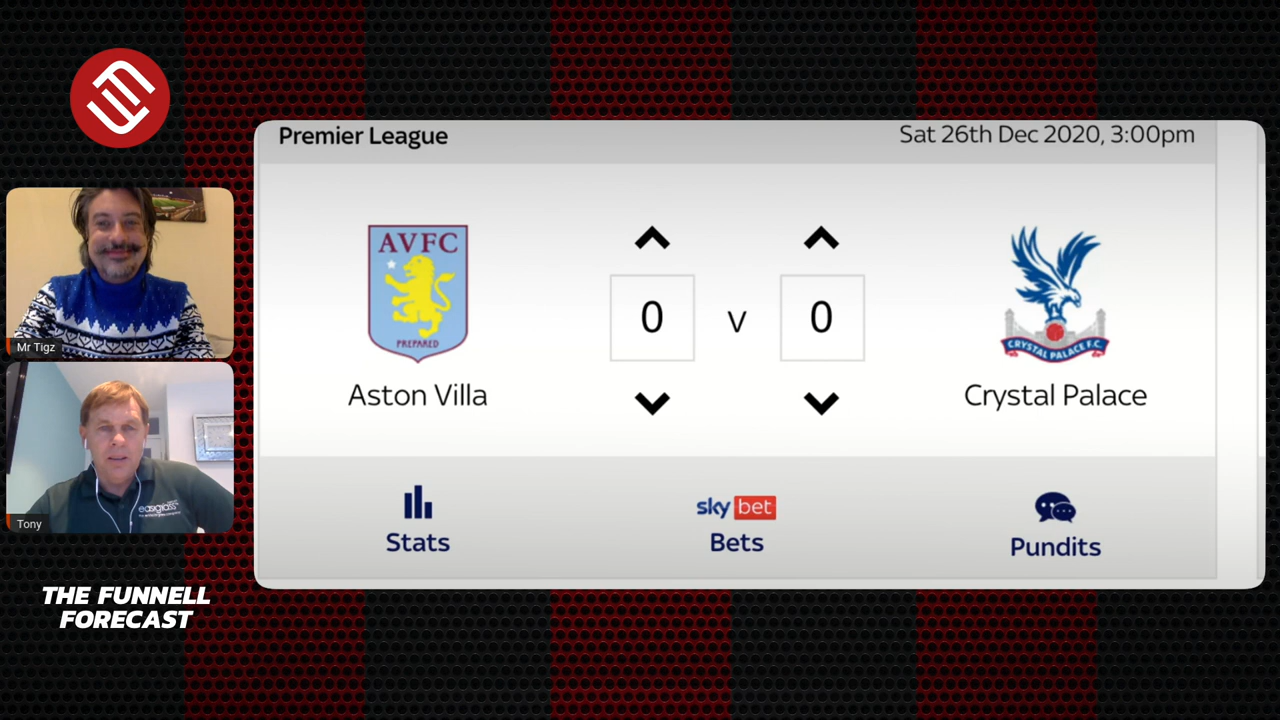 Premier League
Sat 26th Dec 2020, 3:00pm
AVFC
PREPARED
0 v 0
CRYSTAL PALACE F.C.
Aston Villa
Crystal Palace
Mr Tigz
easiglass
Tony
Stats
sky bet
Bets
Pundits
THE FUNNELL
FORECAST